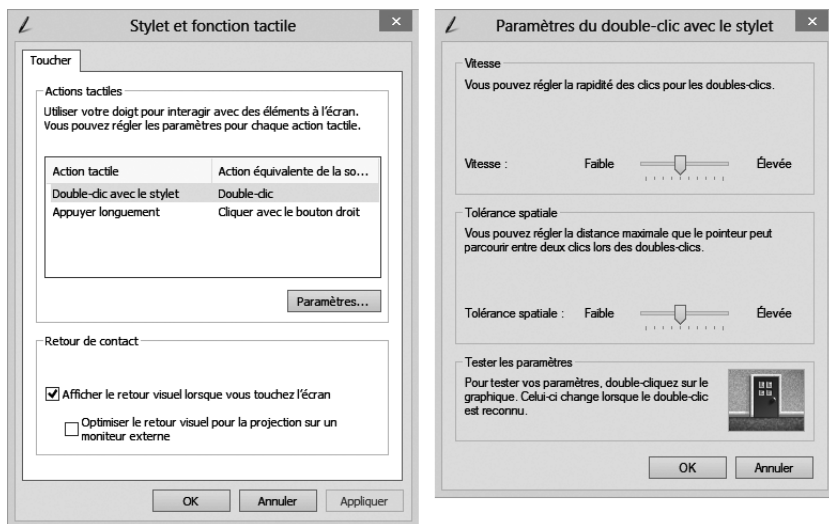 Stylet et fonction tactile
Toucher
Actions tactiles
Utiliser votre doigt pour interagir avec des éléments à l'écran.
Vous pouvez régler les paramètres pour chaque action tactile.
Action tactile Action équivalente de la so...
Double-clic avec le stylet Double-clic
Appuyer longuement Cliquer avec le bouton droit
Paramètres...
Retour de contact
Afficher le retour visuel lorsque vous touchez l'écran
Optimiser le retour visuel pour la projection sur un
moniteur externe
OK Annuler Appliquer
Paramètres du double-clic avec le stylet
Vitesse
Vous pouvez régler la rapidité des clics pour les doubles-clics.
Vitesse : Faible Élevée
Tolérance spatiale
Vous pouvez régler la distance maximale que le pointeur peut
parcourir entre deux clics lors des doubles-clics.
Tolérance spatiale : Faible Élevée
Tester les paramètres
Pour tester vos paramètres, double-cliquez sur le
graphique. Celui-ci change lorsque le double-clic
est reconnu.
OK Annuler